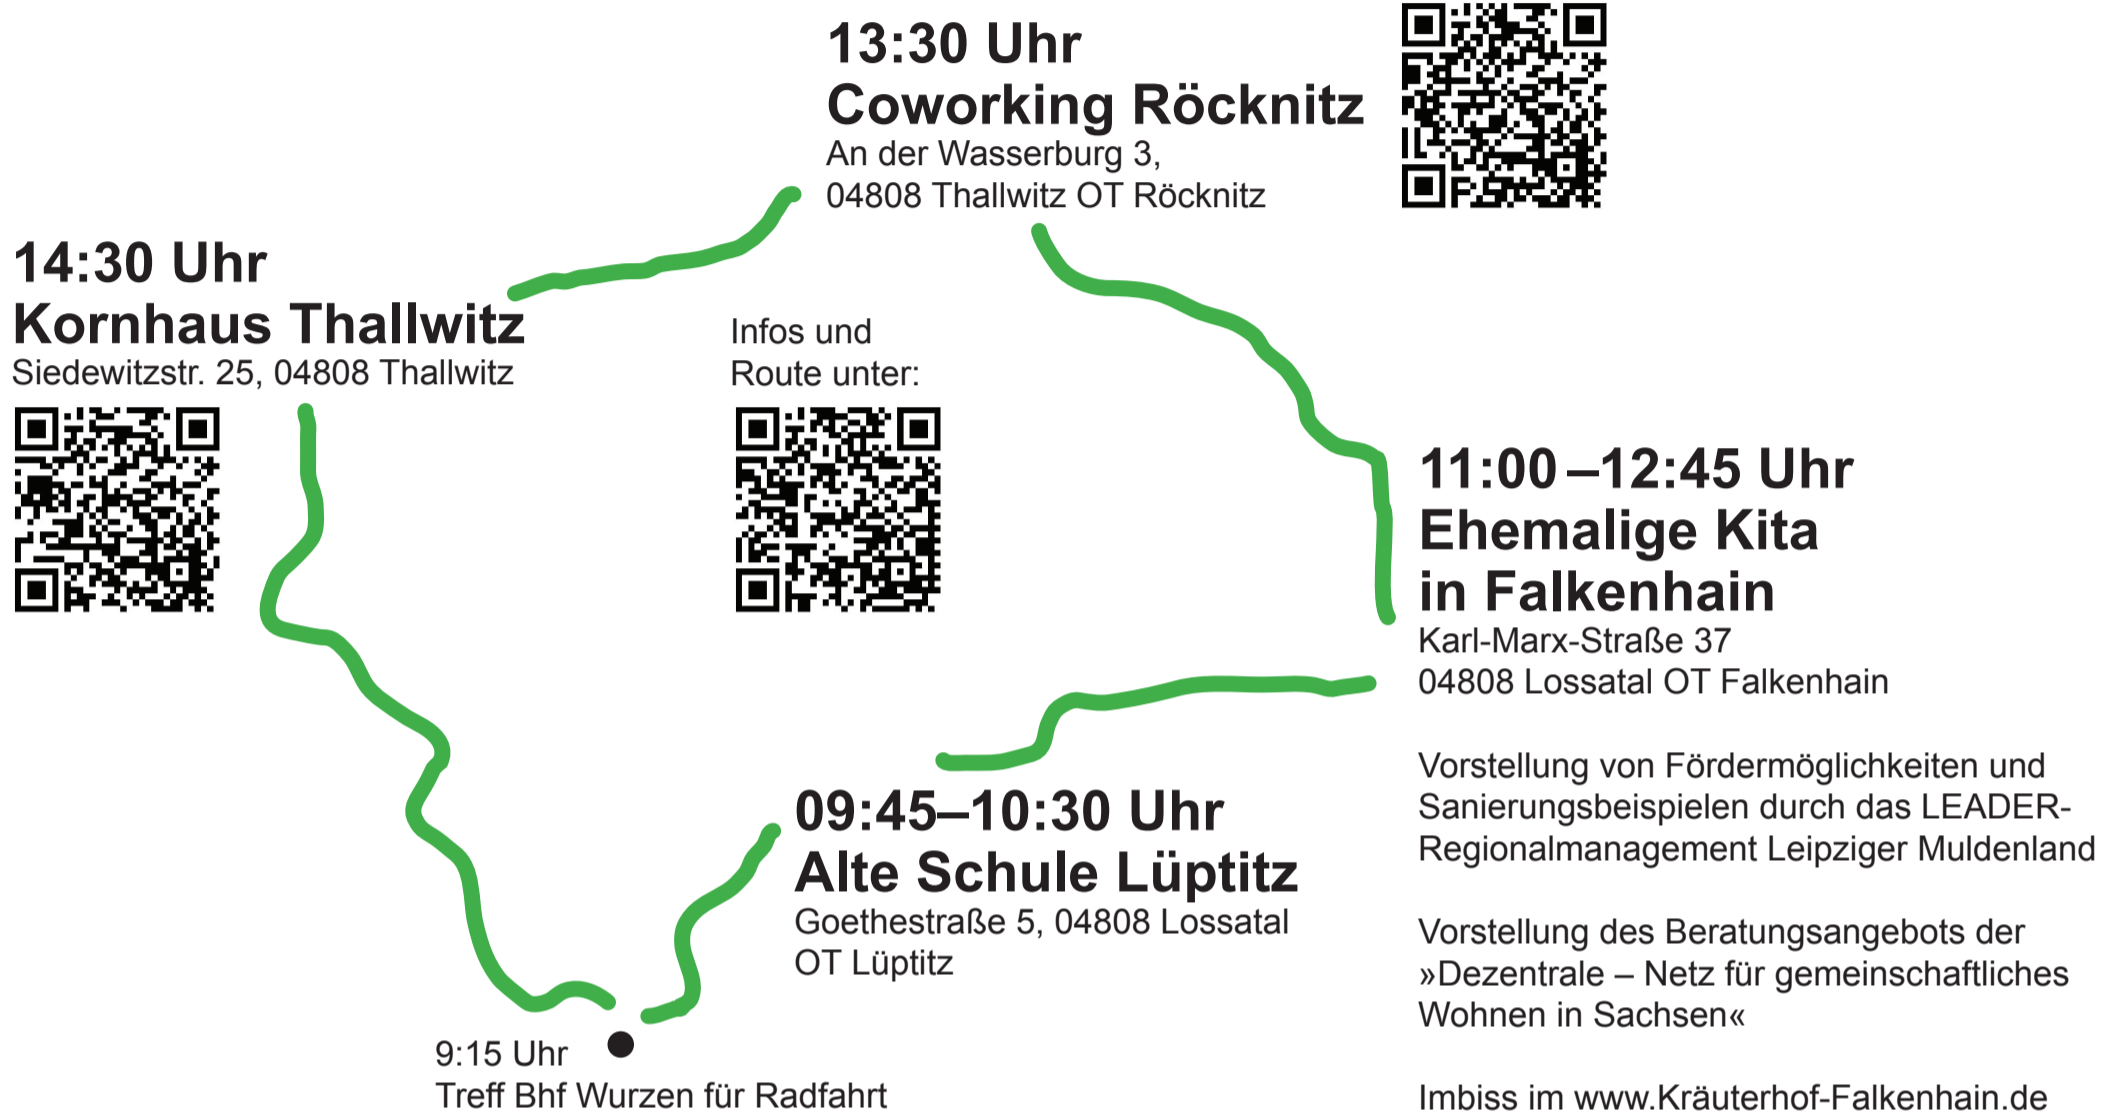 13:30 Uhr
Coworking Röcknitz
An der Wasserburg 3,
04808 Thallwitz OT Röcknitz
14:30 Uhr
Kornhaus Thallwitz
Siedewitzstr. 25, 04808 Thallwitz
Infos und
Route unter:
11:00–12:45 Uhr
Ehemalige Kita
in Falkenhain
Karl-Marx-Straße 37
04808 Lossatal OT Falkenhain
Vorstellung von Fördermöglichkeiten und
Sanierungsbeispielen durch das LEADER-
Regionalmanagement Leipziger Muldenland
Vorstellung des Beratungsangebots der
»Dezentrale – Netz für gemeinschaftliches
Wohnen in Sachsen«
Imbiss im www.Kräuterhof-Falkenhain.de
09:45–10:30 Uhr
Alte Schule Lüptitz
Goethestraße 5, 04808 Lossatal
OT Lüptitz
9:15 Uhr
Treff Bhf Wurzen für Radfahrt